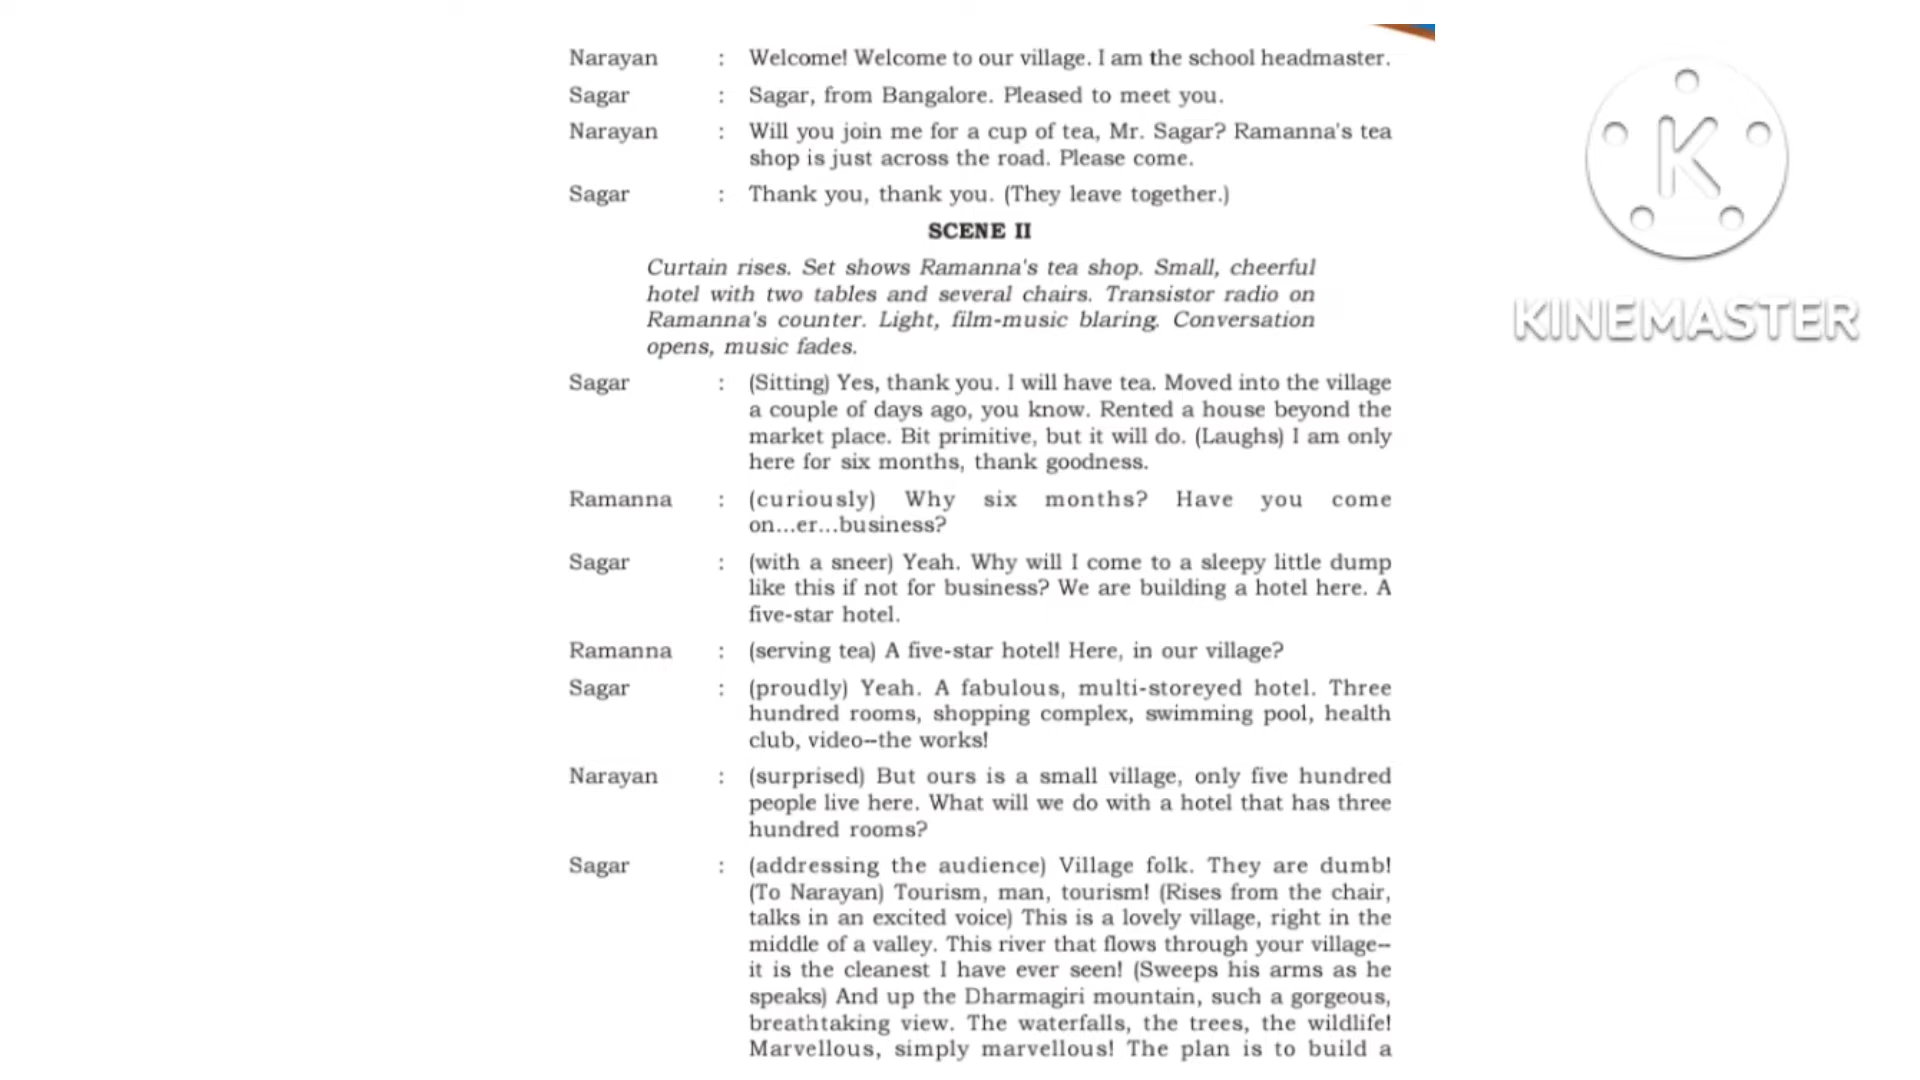 Narayan : Welcome! Welcome to our village. I am the school headmaster.
Sagar : Sagar, from Bangalore. Pleased to meet you.
Narayan : Will you join me for a cup of tea, Mr. Sagar? Ramanna's tea
shop is just across the road. Please come.
Sagar : Thank you, thank you. (They leave together.)
SCENE II
Curtain rises. Set shows Ramanna's tea shop. Small, cheerful
hotel with two tables and several chairs. Transistor radio on
Ramanna's counter. Light, film-music blaring. Conversation
opens, music fades.
Sagar : (Sitting) Yes, thank you. I will have tea. Moved into the village
a couple of days ago, you know. Rented a house beyond the
market place. Bit primitive, but it will do. (Laughs) I am only
here for six months, thank goodness.
Ramanna : (curiously) Why six months? Have you come
on...er...business?
Sagar : (with a sneer) Yeah. Why will I come to a sleepy little dump
like this if not for business? We are building a hotel here. A
five-star hotel.
Ramanna : (serving tea) A five-star hotel! Here, in our village?
Sagar : (proudly) Yeah. A fabulous, multi-storeyed hotel. Three
hundred rooms, shopping complex, swimming pool, health
club, video–the works!
Narayan : (surprised) But ours is a small village, only five hundred
people live here. What will we do with a hotel that has three
hundred rooms?
Sagar : (addressing the audience) Village folk. They are dumb!
(To Narayan) Tourism, man, tourism! (Rises from the chair,
talks in an excited voice) This is a lovely village, right in the
middle of a valley. This river that flows through your village–
it is the cleanest I have ever seen! (Sweeps his arms as he
speaks) And up the Dharmagiri mountain, such a gorgeous,
breathtaking view. The waterfalls, the trees, the wildlife!
Marvellous, simply marvellous! The plan is to build a
K
KINEMASTER